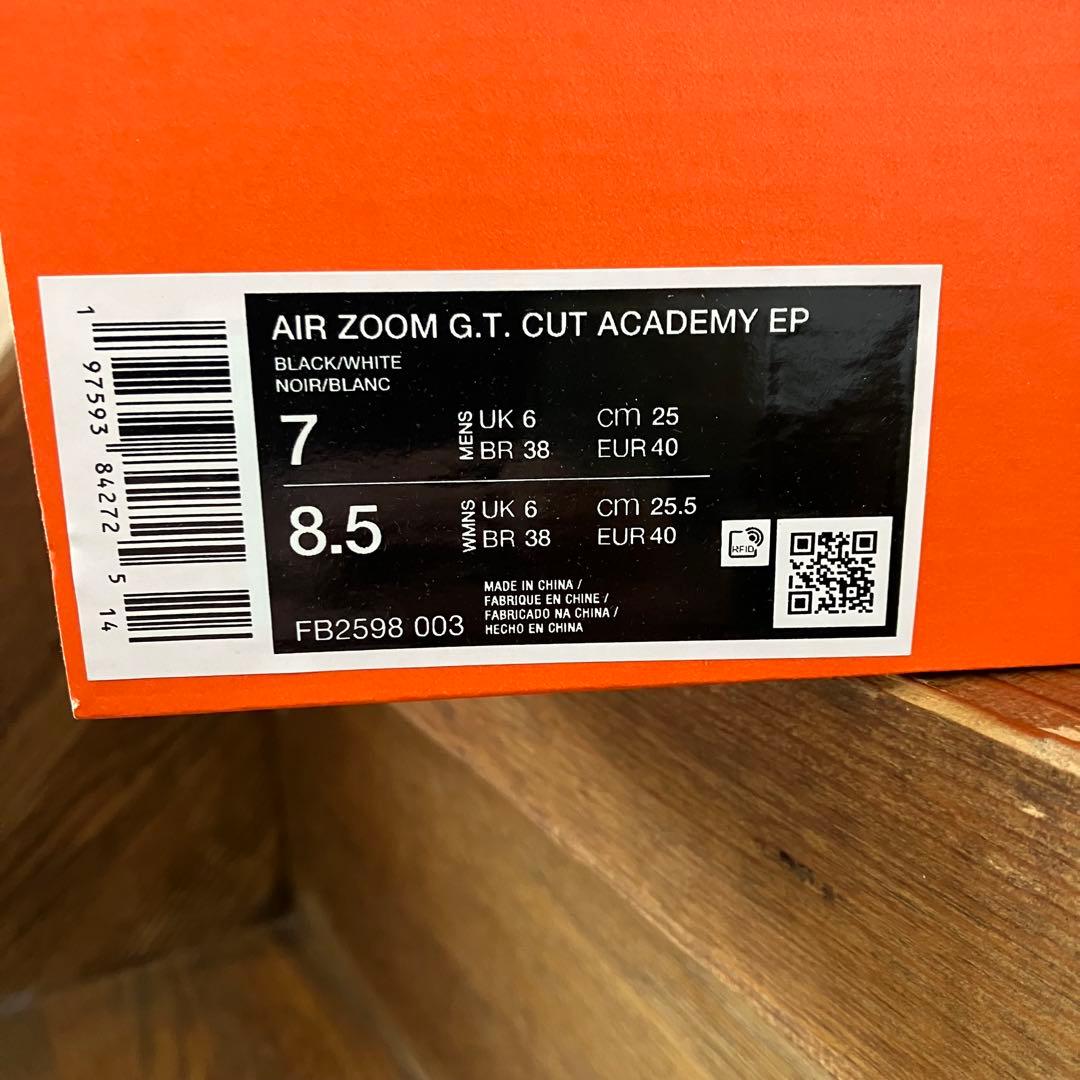 AIR ZOOM G.T. CUT ACADEMY EP
BLACK/WHITE
NOIR/BLANC
7 MENS UK 6 cm 25
BR 38 EUR 40
8.5 WMNS UK 6 cm 25.5
BR 38 EUR 40
RFID
MADE IN CHINA /
FABRIQUE EN CHINE /
FABRICADO NA CHINA /
HECHO EN CHINA
FB2598 003
1 97593 84272 5 14